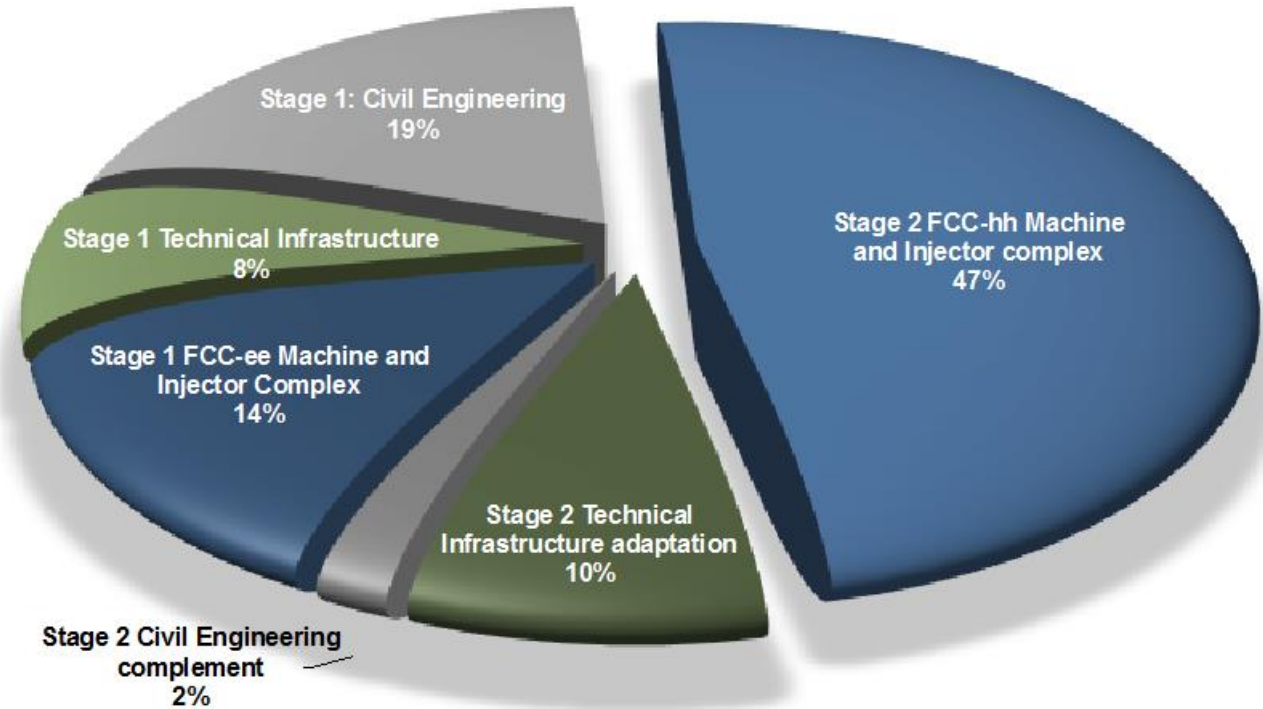 Stage 1: Civil Engineering
19%
Stage 1 Technical Infrastructure
8%
Stage 1 FCC-ee Machine and
Injector Complex
14%
Stage 2 Civil Engineering
complement
2%
Stage 2 Technical
Infrastructure adaptation
10%
Stage 2 FCC-hh Machine
and Injector complex
47%